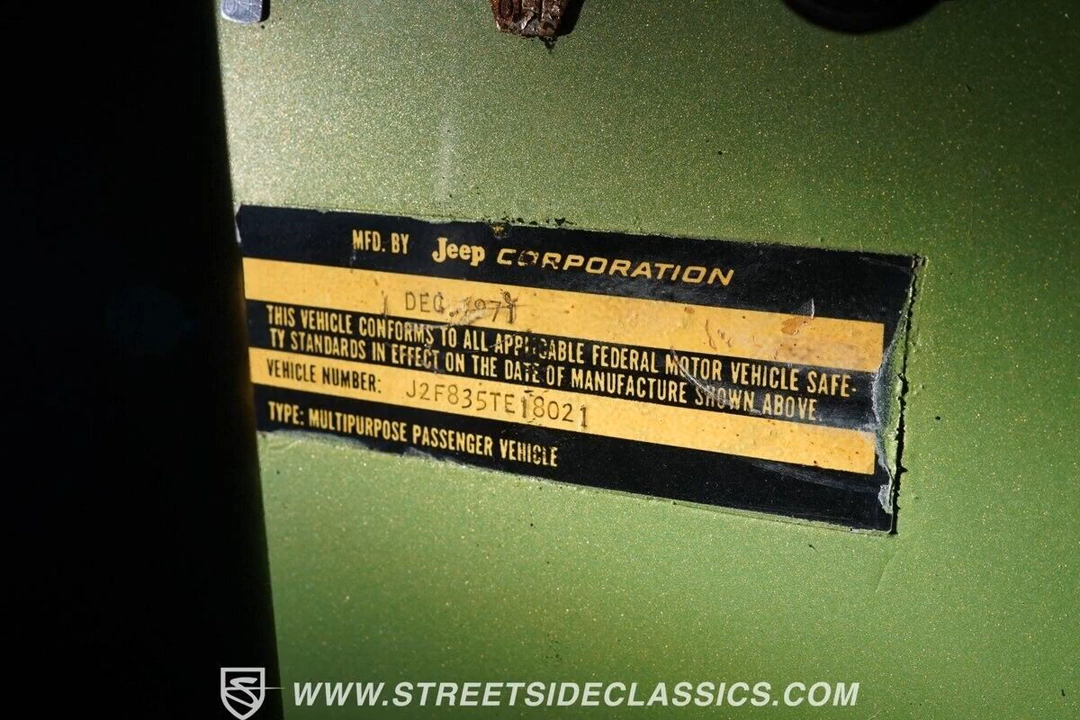 MFD. BY Jeep CORPORATION
DEC. 1971
THIS VEHICLE CONFORMS TO ALL APPLICABLE FEDERAL MOTOR VEHICLE SAFE-
TY STANDARDS IN EFFECT ON THE DATE OF MANUFACTURE SHOWN ABOVE.
VEHICLE NUMBER: J2F835TE18021
TYPE: MULTIPURPOSE PASSENGER VEHICLE
WWW.STREETSIDECLASSICS.COM